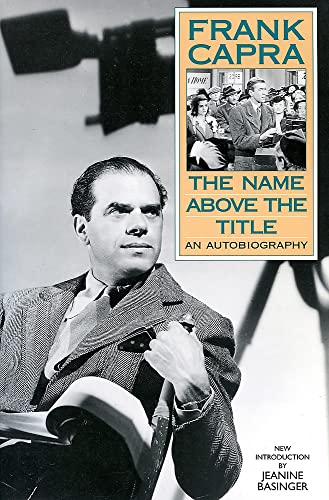 FRANK
CAPRA
THE NAME
ABOVE THE
TITLE
AN AUTOBIOGRAPHY
NEW
INTRODUCTION
BY
JEANINE
BASINGER